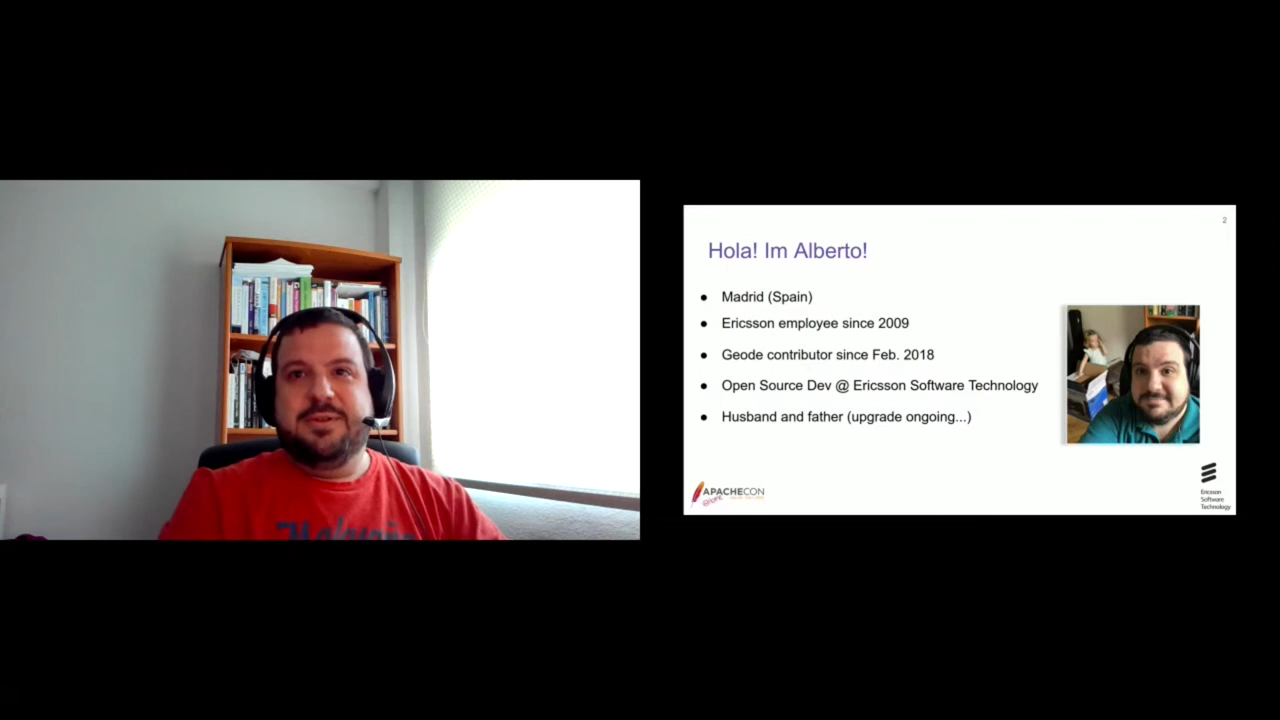 2
Hola! Im Alberto!
● Madrid (Spain)
● Ericsson employee since 2009
● Geode contributor since Feb. 2018
● Open Source Dev @ Ericsson Software Technology
● Husband and father (upgrade ongoing...)
APACHECON
Ericsson
Software
Technology